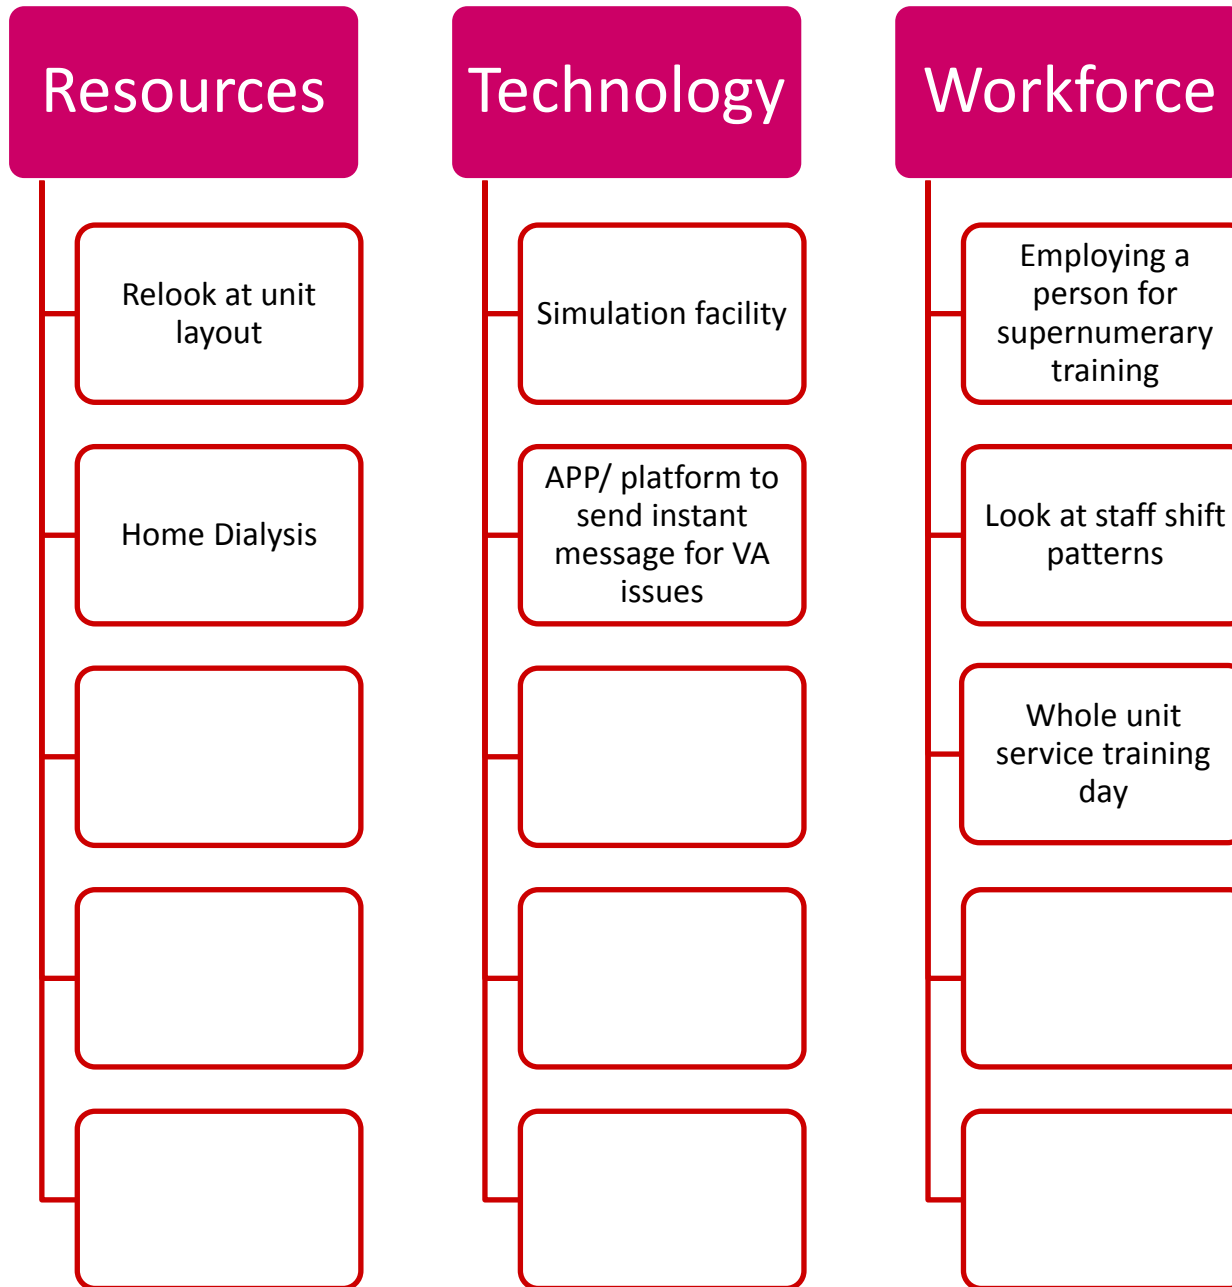 Resources
Relook at unit
layout
Home Dialysis
Technology
Simulation facility
APP/ platform to
send instant
message for VA
issues
Workforce
Employing a
person for
supernumerary
training
Look at staff shift
patterns
Whole unit
service training
day